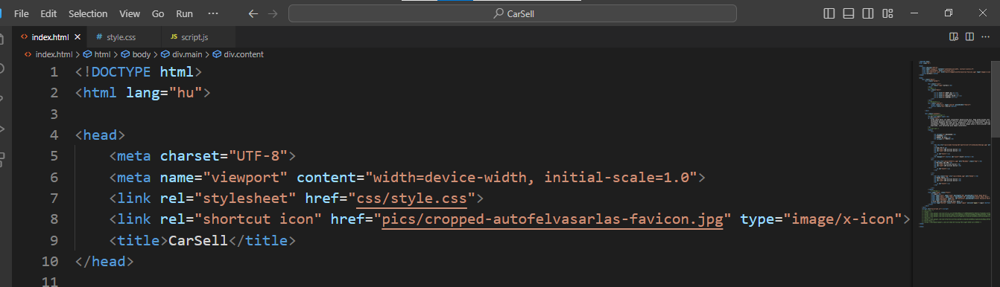 File Edit Selection View Go Run ··· CarSell
index.html style.css JS script.js
index.html > html > body > div.main > div.content
1 <!DOCTYPE html>
2 <html lang="hu">
3
4 <head>
5 <meta charset="UTF-8">
6 <meta name="viewport" content="width=device-width, initial-scale=1.0">
7 <link rel="stylesheet" href="css/style.css">
8 <link rel="shortcut icon" href="pics/cropped-autofelvasarlas-favicon.jpg" type="image/x-icon">
9 <title>CarSell</title>
10 </head>
11